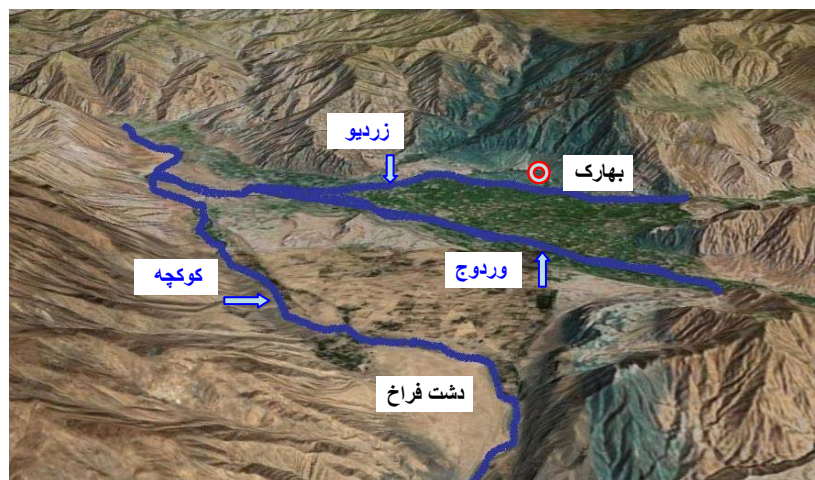 زردیو
بهارک
وردوج
کوکچه
دشت فراخ